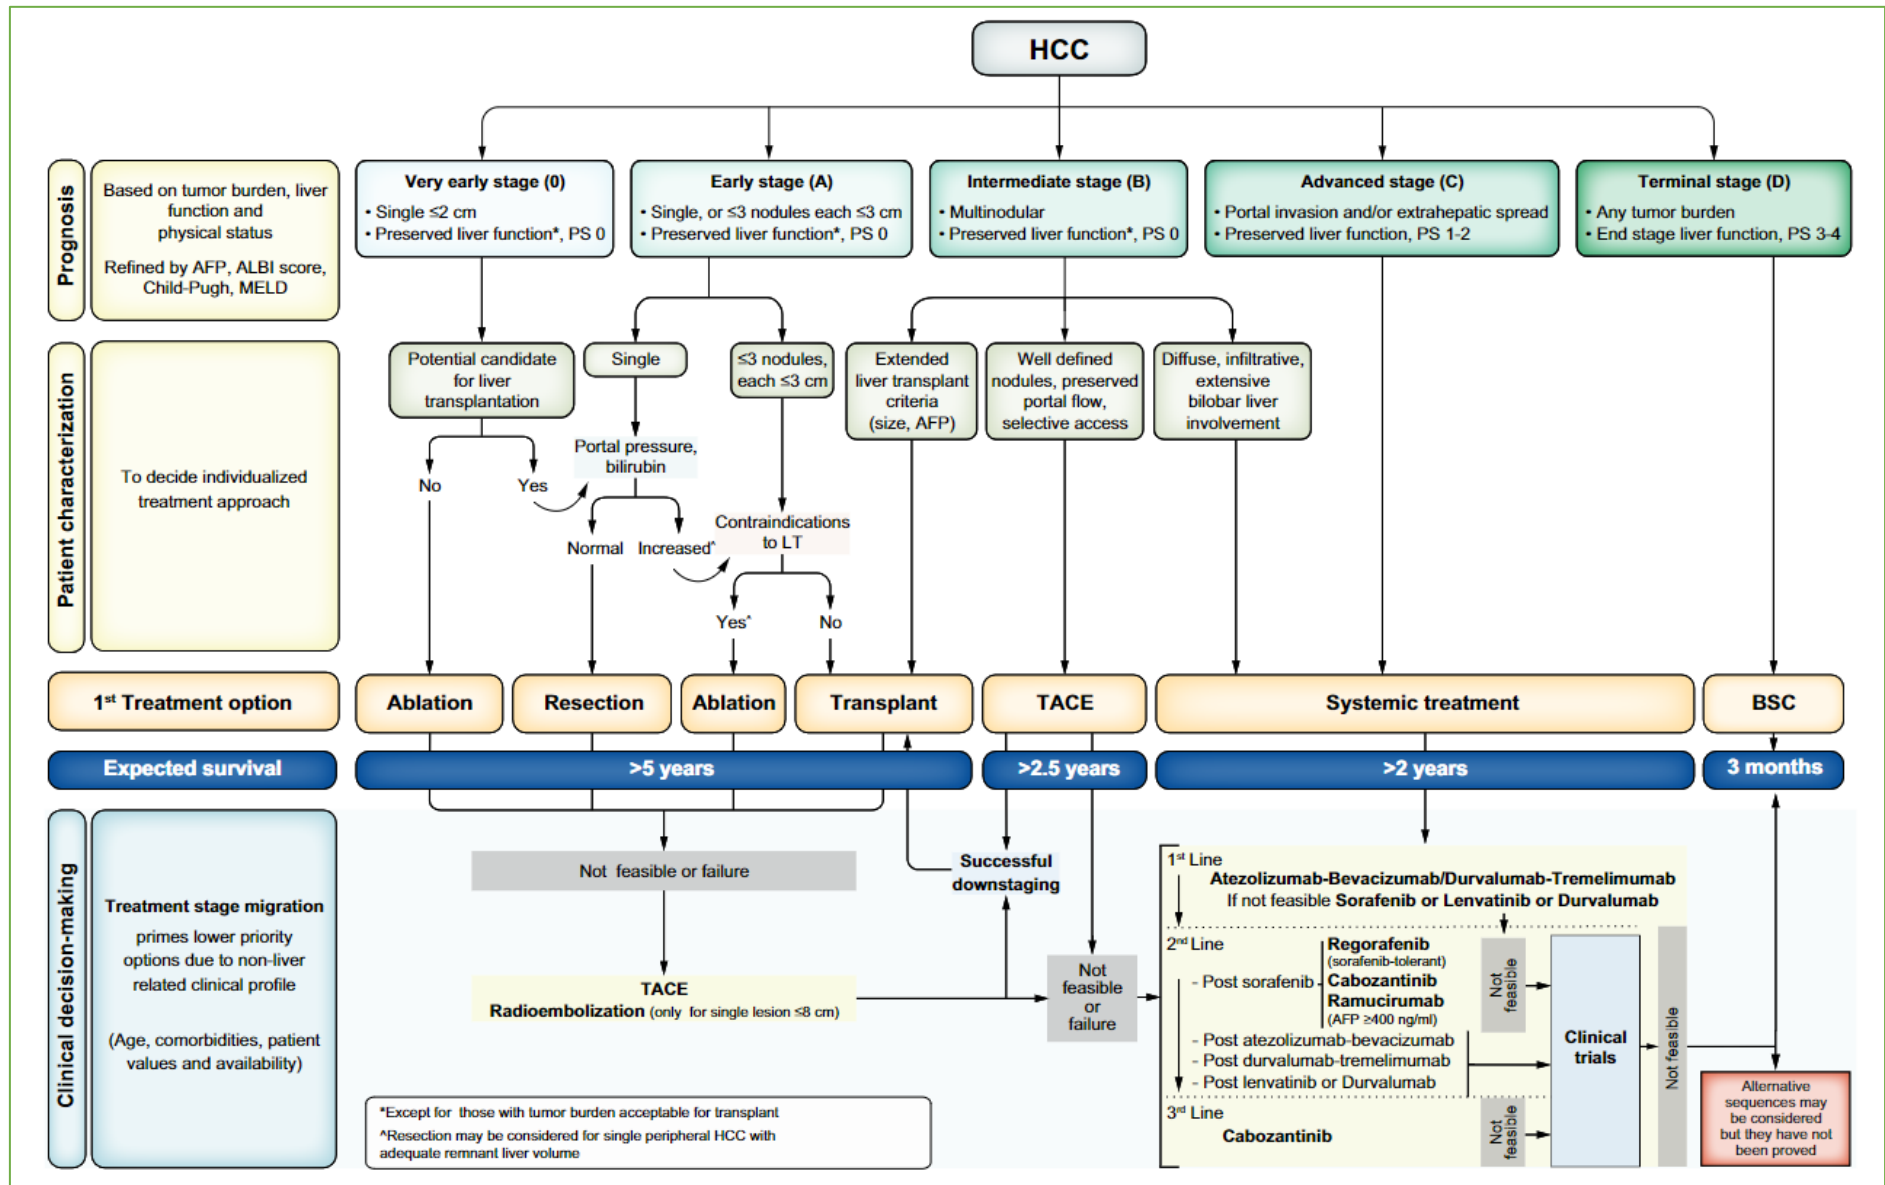 HCC
Prognosis
Based on tumor burden, liver
function and
physical status
Refined by AFP, ALBI score,
Child-Pugh, MELD
Very early stage (0)
• Single ≤2 cm
• Preserved liver function*, PS 0
Early stage (A)
• Single, or ≤3 nodules each ≤3 cm
• Preserved liver function*, PS 0
Intermediate stage (B)
• Multinodular
• Preserved liver function*, PS 0
Advanced stage (C)
• Portal invasion and/or extrahepatic spread
• Preserved liver function, PS 1-2
Terminal stage (D)
• Any tumor burden
• End stage liver function, PS 3-4
Patient characterization
To decide individualized
treatment approach
Potential candidate
for liver
transplantation
No
Yes
Single
Portal pressure,
bilirubin
Normal
Increased^
≤3 nodules,
each ≤3 cm
Contraindications
to LT
Yes^
No
Extended
liver transplant
criteria
(size, AFP)
Well defined
nodules, preserved
portal flow,
selective access
Diffuse, infiltrative,
extensive
bilobar liver
involvement
1st Treatment option
Ablation
Resection
Ablation
Transplant
TACE
Systemic treatment
BSC
Expected survival
>5 years
>2.5 years
>2 years
3 months
Clinical decision-making
Treatment stage migration
primes lower priority
options due to non-liver
related clinical profile
(Age, comorbidities, patient
values and availability)
Not feasible or failure
TACE
Radioembolization (only for single lesion ≤8 cm)
Successful
downstaging
Not
feasible
or
failure
1st Line
Atezolizumab-Bevacizumab/Durvalumab-Tremelimumab
If not feasible Sorafenib or Lenvatinib or Durvalumab
2nd Line
- Post sorafenib
Regorafenib
(sorafenib-tolerant)
Cabozantinib
Ramucirumab
(AFP ≥400 ng/ml)
- Post atezolizumab-bevacizumab
- Post durvalumab-tremelimumab
- Post lenvatinib or Durvalumab
3rd Line
Cabozantinib
Not
feasible
Not
feasible
Clinical
trials
Not feasible
Alternative
sequences may
be considered
but they have not
been proved
*Except for those with tumor burden acceptable for transplant
^Resection may be considered for single peripheral HCC with
adequate remnant liver volume